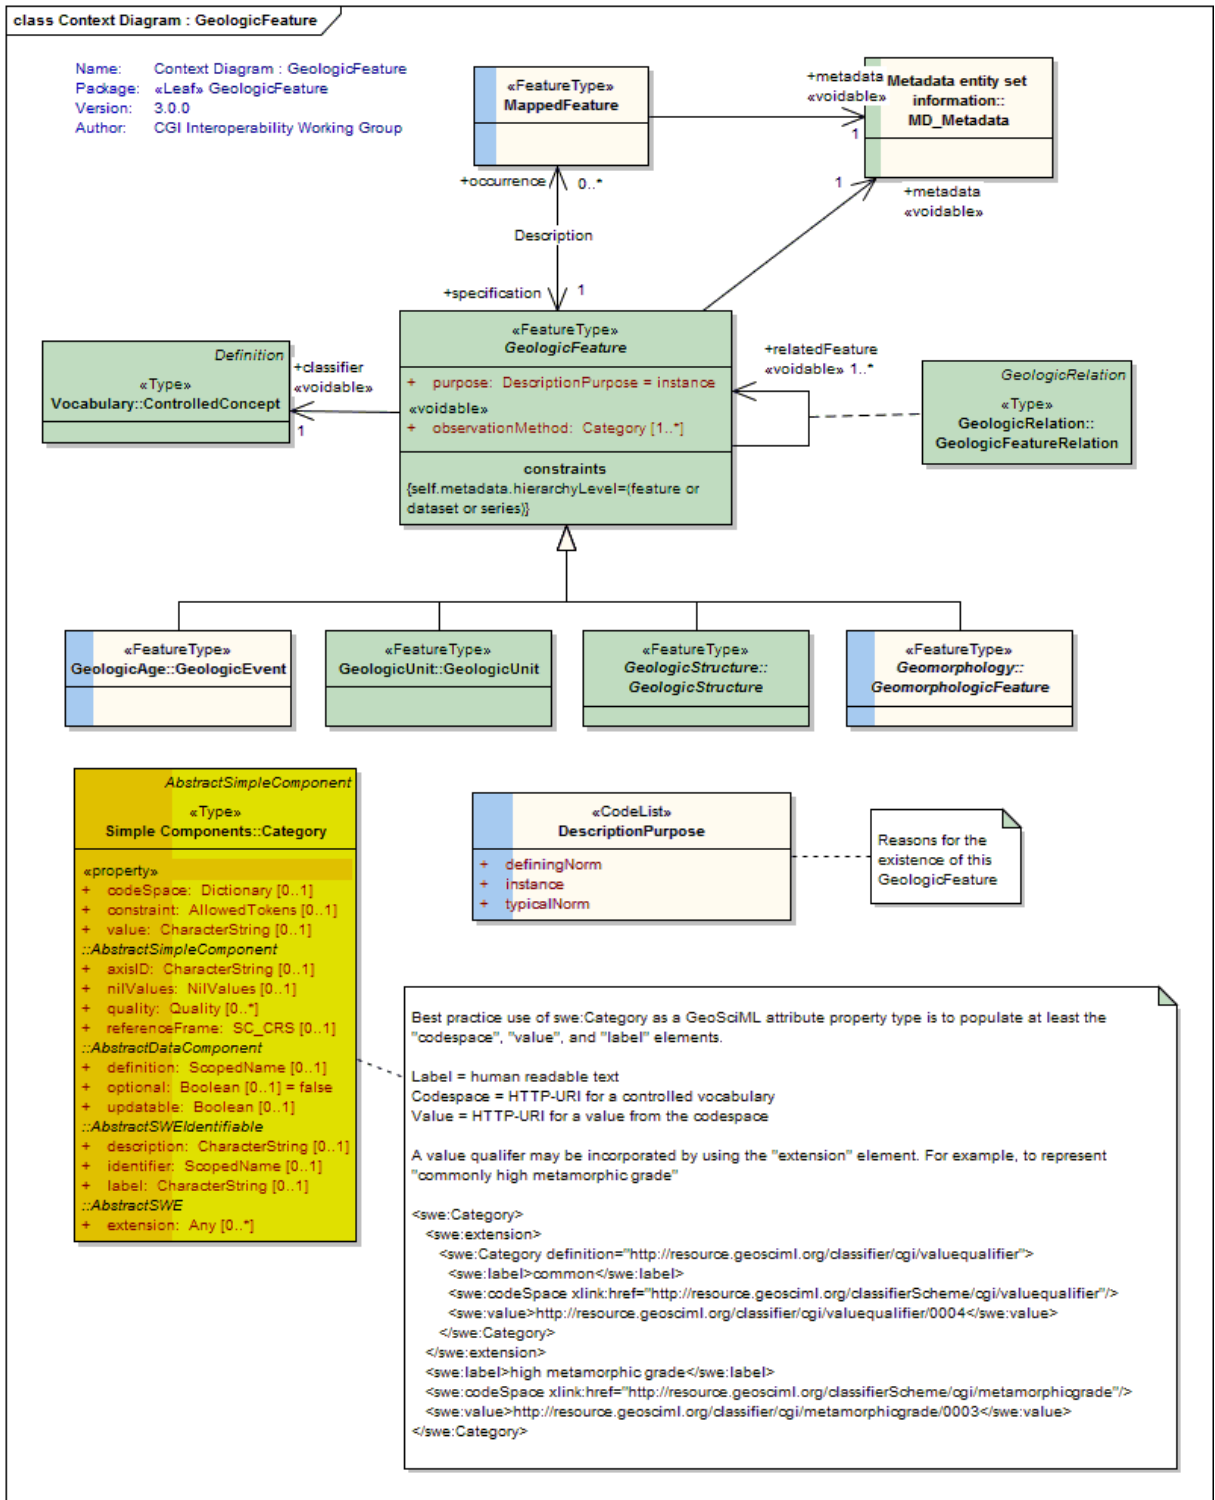 class Context Diagram : GeologicFeature
Name: Context Diagram : GeologicFeature
Package: «Leaf» GeologicFeature
Version: 3.0.0
Author: CGI Interoperability Working Group
«FeatureType»
MappedFeature
+metadata
«voidable»
1
Metadata entity set
information::
MD_Metadata
+occurrence
0..*
1
+metadata
«voidable»
Description
+specification
1
«FeatureType»
GeologicFeature
+ purpose: DescriptionPurpose = instance
«voidable»
+ observationMethod: Category [1..*]
constraints
{self.metadata.hierarchyLevel=(feature or
dataset or series)}
Definition
«Type»
Vocabulary::ControlledConcept
+classifier
«voidable»
1
+relatedFeature
«voidable» 1..*
GeologicRelation
«Type»
GeologicRelation::
GeologicFeatureRelation
«FeatureType»
GeologicAge::GeologicEvent
«FeatureType»
GeologicUnit::GeologicUnit
«FeatureType»
GeologicStructure::
GeologicStructure
«FeatureType»
Geomorphology::
GeomorphologicFeature
AbstractSimpleComponent
«Type»
Simple Components::Category
«property»
+ codeSpace: Dictionary [0..1]
+ constraint: AllowedTokens [0..1]
+ value: CharacterString [0..1]
::AbstractSimpleComponent
+ axisID: CharacterString [0..1]
+ nilValues: NilValues [0..1]
+ quality: Quality [0..*]
+ referenceFrame: SC_CRS [0..1]
::AbstractDataComponent
+ definition: ScopedName [0..1]
+ optional: Boolean [0..1] = false
+ updatable: Boolean [0..1]
::AbstractSWEIdentifiable
+ description: CharacterString [0..1]
+ identifier: ScopedName [0..1]
+ label: CharacterString [0..1]
::AbstractSWE
+ extension: Any [0..*]
«CodeList»
DescriptionPurpose
+ definingNorm
+ instance
+ typicalNorm
Reasons for the
existence of this
GeologicFeature
Best practice use of swe:Category as a GeoSciML attribute property type is to populate at least the
"codespace", "value", and "label" elements.
Label = human readable text
Codespace = HTTP-URI for a controlled vocabulary
Value = HTTP-URI for a value from the codespace
A value qualifer may be incorporated by using the "extension" element. For example, to represent
"commonly high metamorphic grade"
<swe:Category>
<swe:extension>
<swe:Category definition="http://resource.geosciml.org/classifier/cgi/valuequalifier">
<swe:label>common</swe:label>
<swe:codeSpace xlink:href="http://resource.geosciml.org/classifierScheme/cgi/valuequalifier"/>
<swe:value>http://resource.geosciml.org/classifier/cgi/valuequalifier/0004</swe:value>
</swe:Category>
</swe:extension>
<swe:label>high metamorphic grade</swe:label>
<swe:codeSpace xlink:href="http://resource.geosciml.org/classifierScheme/cgi/metamorphicgrade"/>
<swe:value>http://resource.geosciml.org/classifier/cgi/metamorphicgrade/0003</swe:value>
</swe:Category>